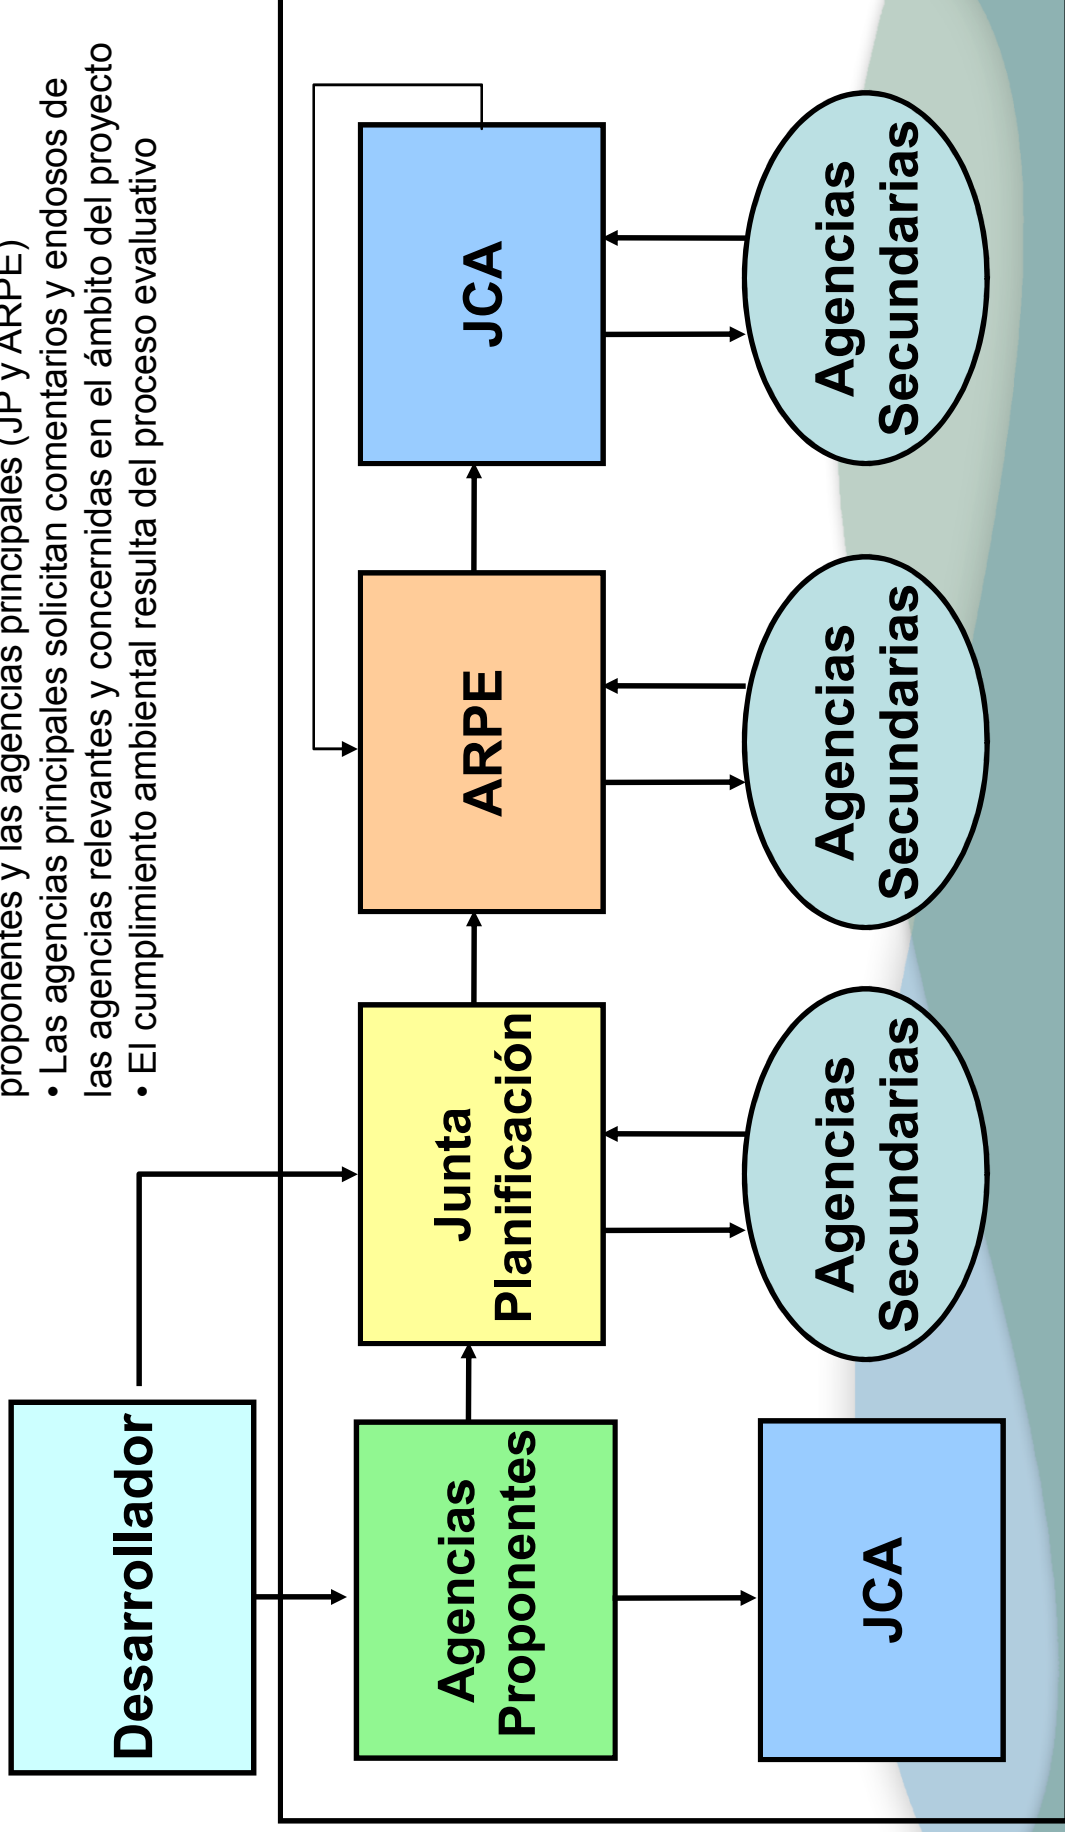 proponentes y las agencias principales (JP y ARPE)
• Las agencias principales solicitan comentarios y endosos de
las agencias relevantes y concernidas en el ámbito del proyecto
• El cumplimiento ambiental resulta del proceso evaluativo
Desarrollador
Agencias
Proponentes
Junta
Planificación
ARPE
JCA
JCA
Agencias
Secundarias
Agencias
Secundarias
Agencias
Secundarias